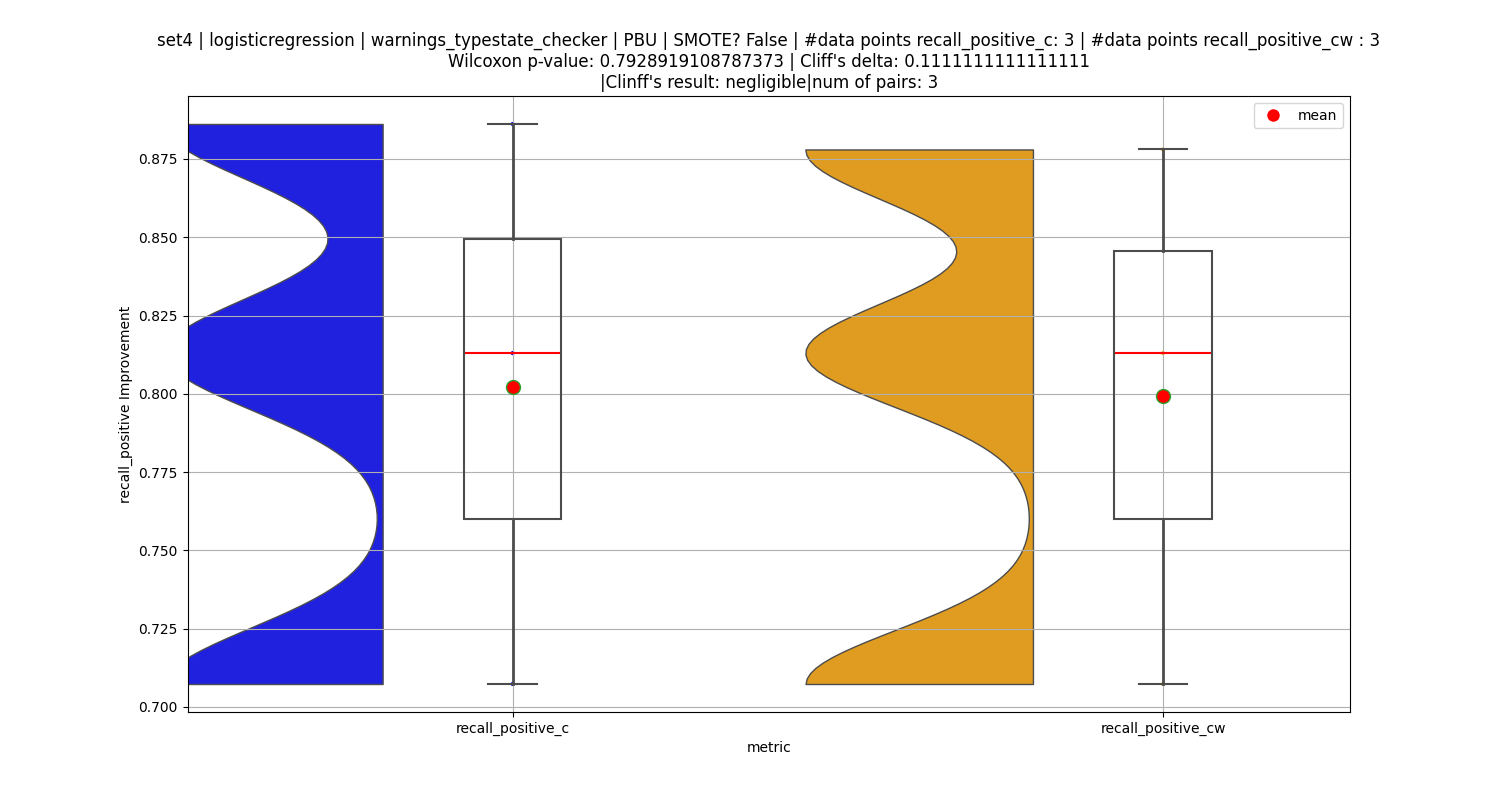 set4 | logisticregression | warnings_typestate_checker | PBU | SMOTE? False | #data points recall_positive_c: 3 | #data points recall_positive_cw : 3
Wilcoxon p-value: 0.7928919108787373 | Cliff's delta: 0.1111111111111111
|Clinff's result: negligible|num of pairs: 3
mean
0.875
0.850
0.825
0.800
0.775
0.750
0.725
0.700
recall_positive Improvement
recall_positive_c
recall_positive_cw
metric